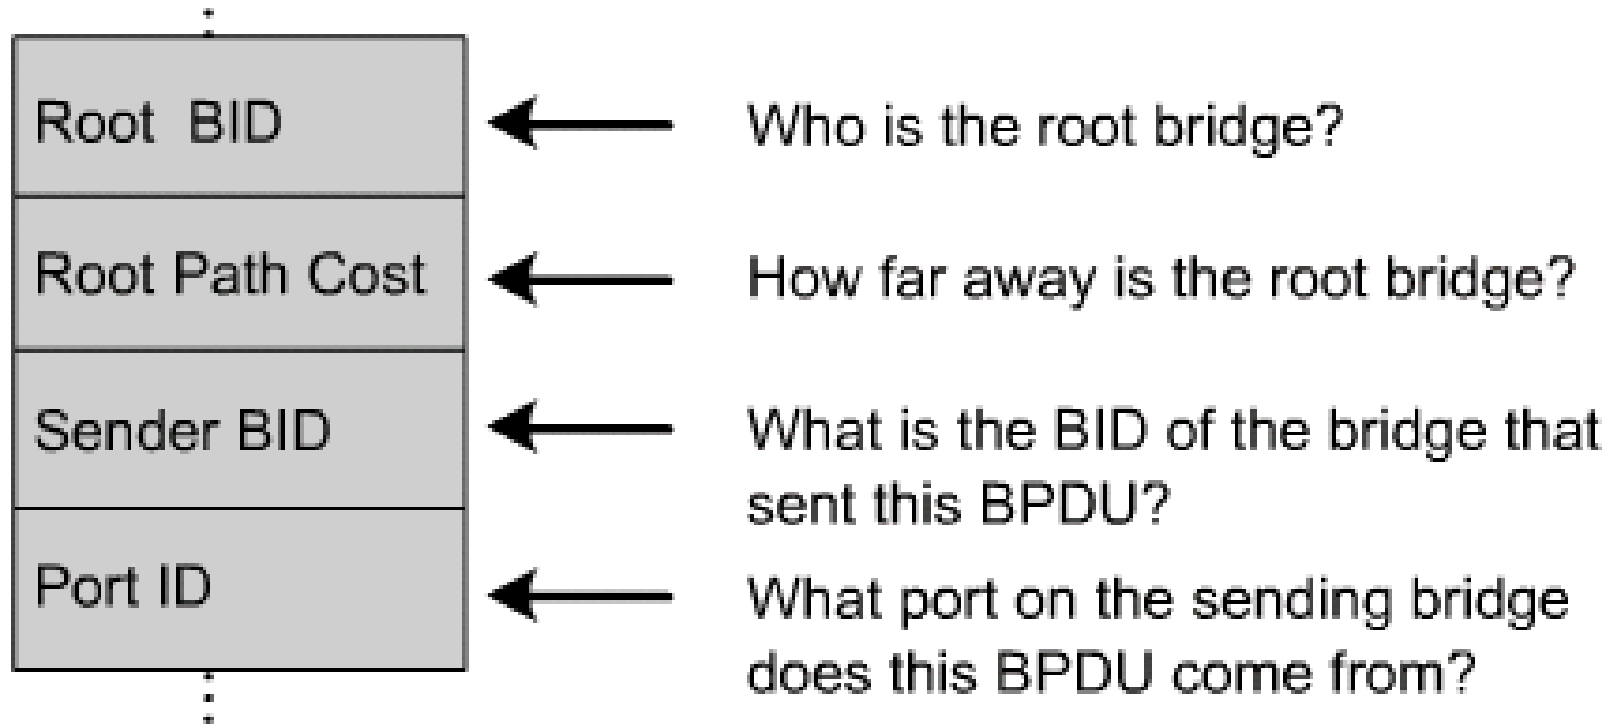 Root BID
Who is the root bridge?
Root Path Cost
How far away is the root bridge?
Sender BID
What is the BID of the bridge that
sent this BPDU?
Port ID
What port on the sending bridge
does this BPDU come from?